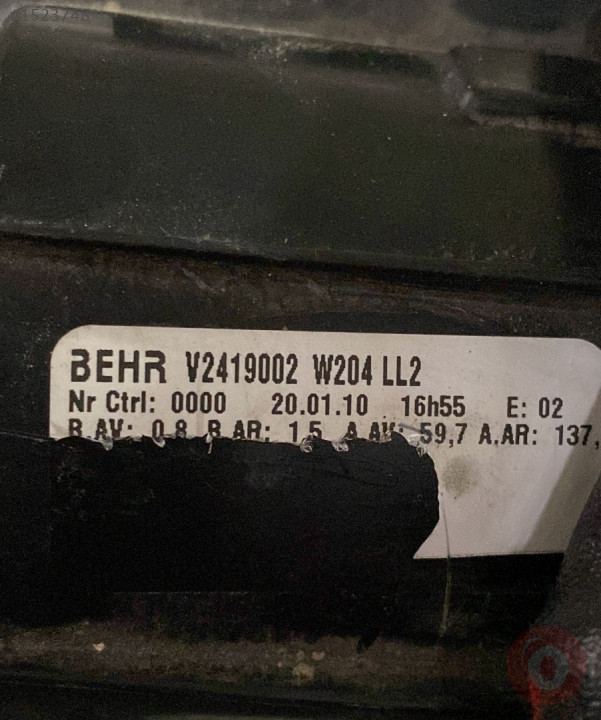 BEHR V2419002 W204 LL2
Nr Ctrl: 0000 20.01.10 16h55 E: 02
B.AV: 0,8 B.AR: 1,5 A.AV: 59,7 A.AR: 137,